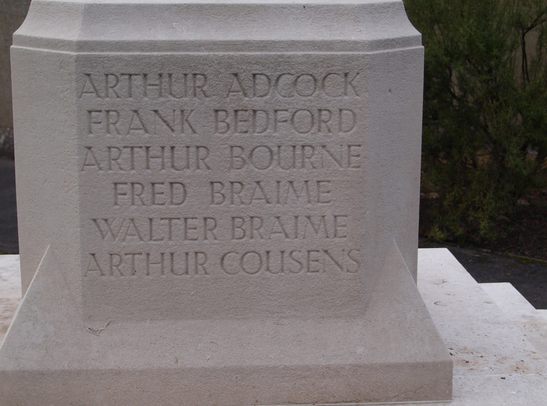 ARTHUR ADCOCK
FRANK BEDFORD
ARTHUR BOURNE
FRED BRAIME
WALTER BRAIME
ARTHUR COUSENS